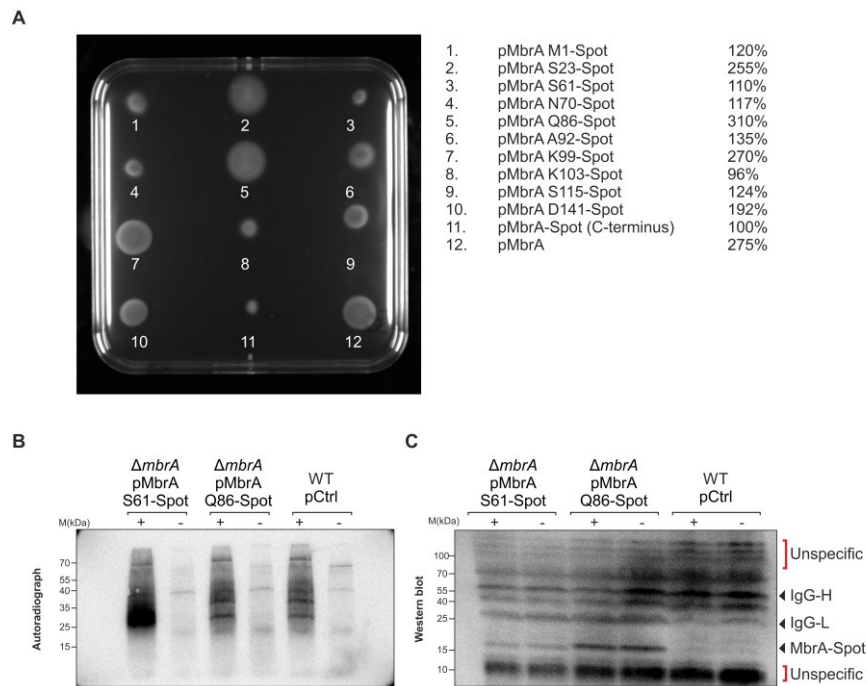 A
1. pMbrA M1-Spot 120%
2. pMbrA S23-Spot 255%
3. pMbrA S61-Spot 110%
4. pMbrA N70-Spot 117%
5. pMbrA Q86-Spot 310%
6. pMbrA A92-Spot 135%
7. pMbrA K99-Spot 270%
8. pMbrA K103-Spot 96%
9. pMbrA S115-Spot 124%
10. pMbrA D141-Spot 192%
11. pMbrA-Spot (C-terminus) 100%
12. pMbrA 275%
1 2 3
4 5 6
7 8 9
10 11 12
B
ΔmbrA ΔmbrA WT
pMbrA pMbrA pCtrl
S61-Spot Q86-Spot
M(kDa) + - + - + -
70
55
40
35
25
15
Autoradiograph
C
ΔmbrA ΔmbrA WT
pMbrA pMbrA pCtrl
S61-Spot Q86-Spot
M(kDa) + - + - + -
100
70
55
40
35
25
15
10
Western blot
Unspecific
IgG-H
IgG-L
MbrA-Spot
Unspecific